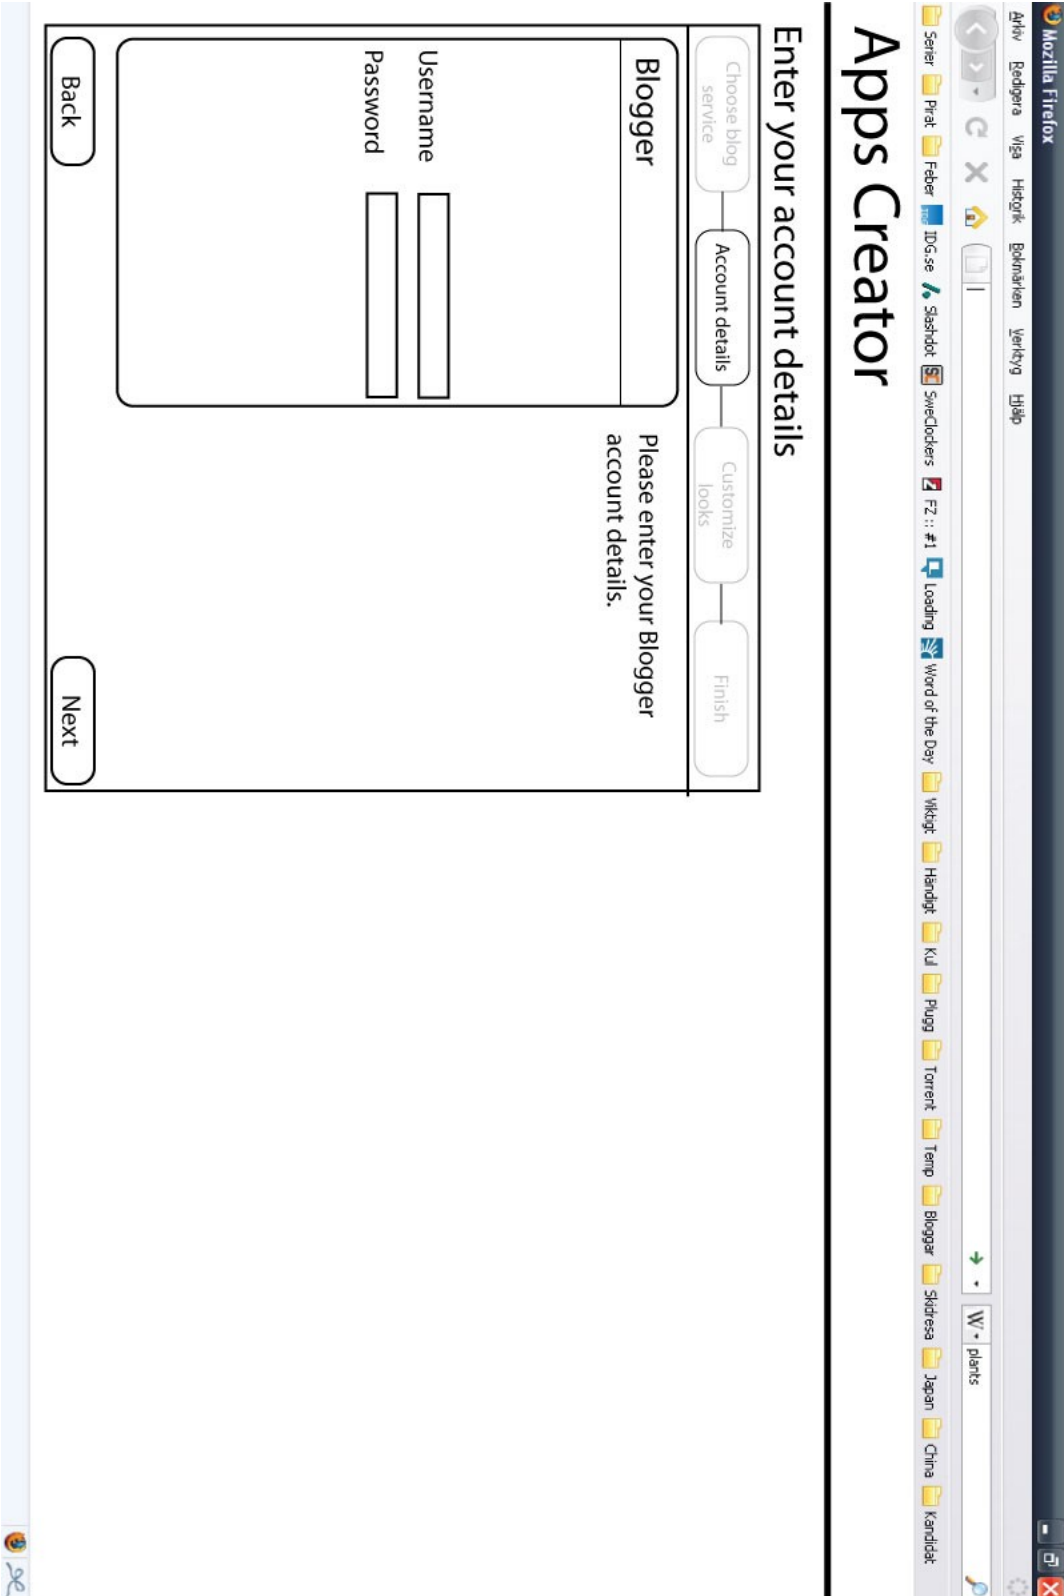 Mozilla Firefox
Arkiv Redigera Visa Historik Bokmärken Verktyg Hjälp
W plants
Serier Pirat Feber IDG.se Slashdot SweClockers FZ :: #1 Loading Word of the Day Viktigt Händigt Kul Plugg Torrent Temp Bloggar Skidresa Japan China Kandidat
Apps Creator
Enter your account details
Choose blog
service
Account details
Customize
looks
Finish
Blogger
Username
Password
Please enter your Blogger
account details.
Back
Next